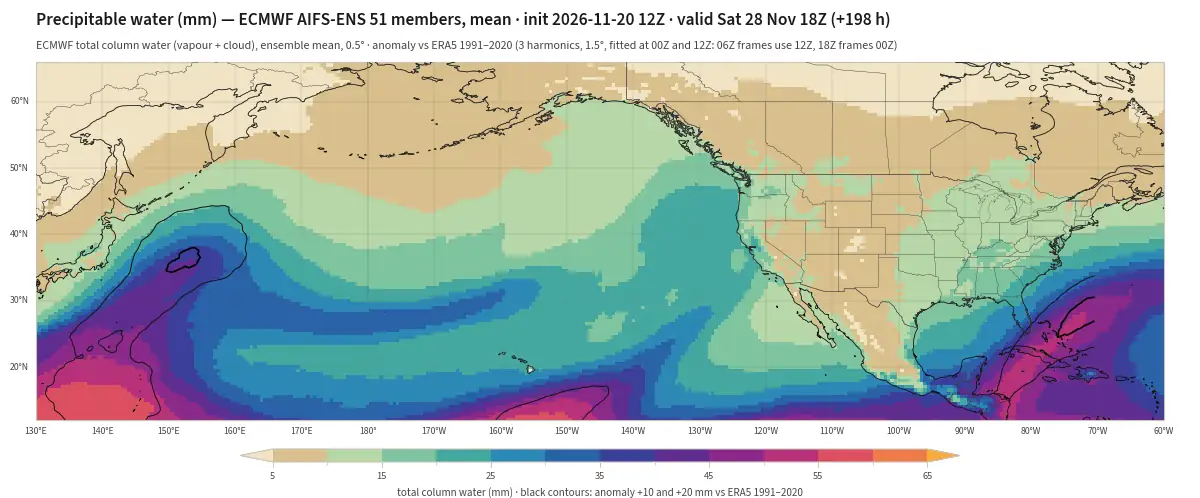 Precipitable water (mm) — ECMWF AIFS-ENS 51 members, mean · init 2026-11-20 12Z · valid Sat 28 Nov 18Z (+198 h)
ECMWF total column water (vapour + cloud), ensemble mean, 0.5° · anomaly vs ERA5 1991–2020 (3 harmonics, 1.5°, fitted at 00Z and 12Z: 06Z frames use 12Z, 18Z frames 00Z)
60°N
50°N
40°N
30°N
20°N
130°E 140°E 150°E 160°E 170°E 180° 170°W 160°W 150°W 140°W 130°W 120°W 110°W 100°W 90°W 80°W 70°W 60°W
5 15 25 35 45 55 65
total column water (mm) · black contours: anomaly +10 and +20 mm vs ERA5 1991–2020